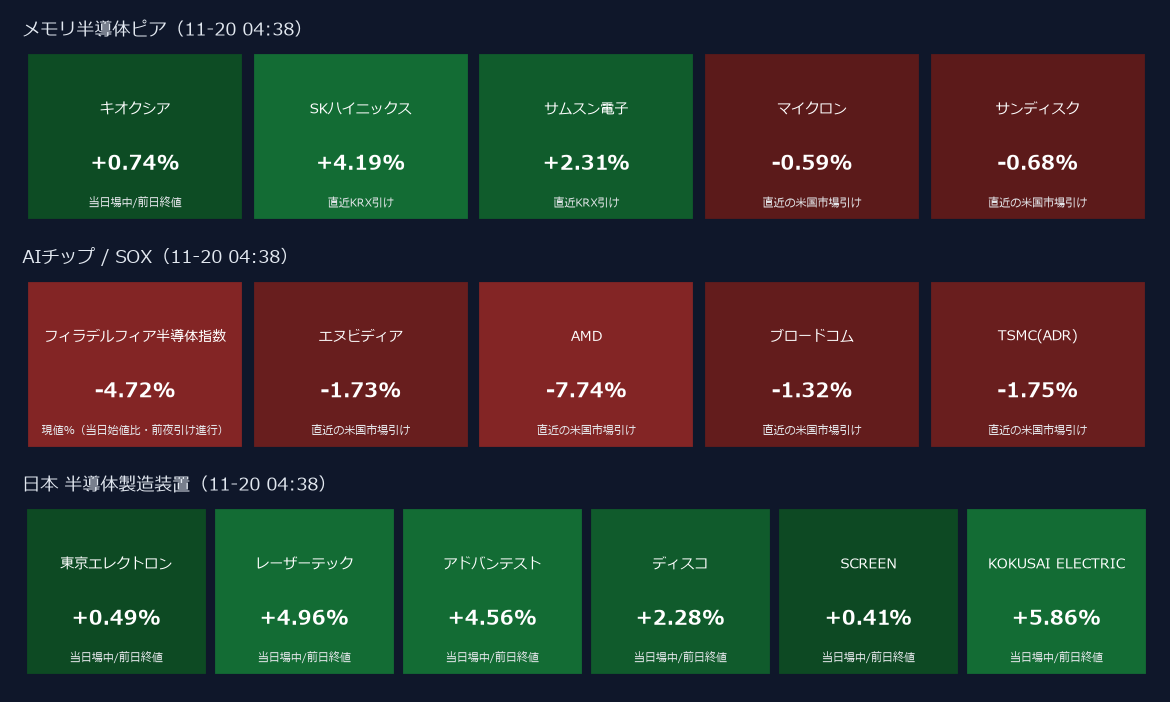 メモリ半導体ピア（11-20 04:38）
キオクシア
SKハイニックス
サムスン電子
マイクロン
サンディスク
+0.74%
+4.19%
+2.31%
-0.59%
-0.68%
当日場中/前日終値
直近KRX引け
直近KRX引け
直近の米国市場引け
直近の米国市場引け
AIチップ / SOX（11-20 04:38）
フィラデルフィア半導体指数
エヌビディア
AMD
ブロードコム
TSMC(ADR)
-4.72%
-1.73%
-7.74%
-1.32%
-1.75%
現値%（当日始値比・前夜引け進行）
直近の米国市場引け
直近の米国市場引け
直近の米国市場引け
直近の米国市場引け
日本 半導体製造装置（11-20 04:38）
東京エレクトロン
レーザーテック
アドバンテスト
ディスコ
SCREEN
KOKUSAI ELECTRIC
+0.49%
+4.96%
+4.56%
+2.28%
+0.41%
+5.86%
当日場中/前日終値
当日場中/前日終値
当日場中/前日終値
当日場中/前日終値
当日場中/前日終値
当日場中/前日終値